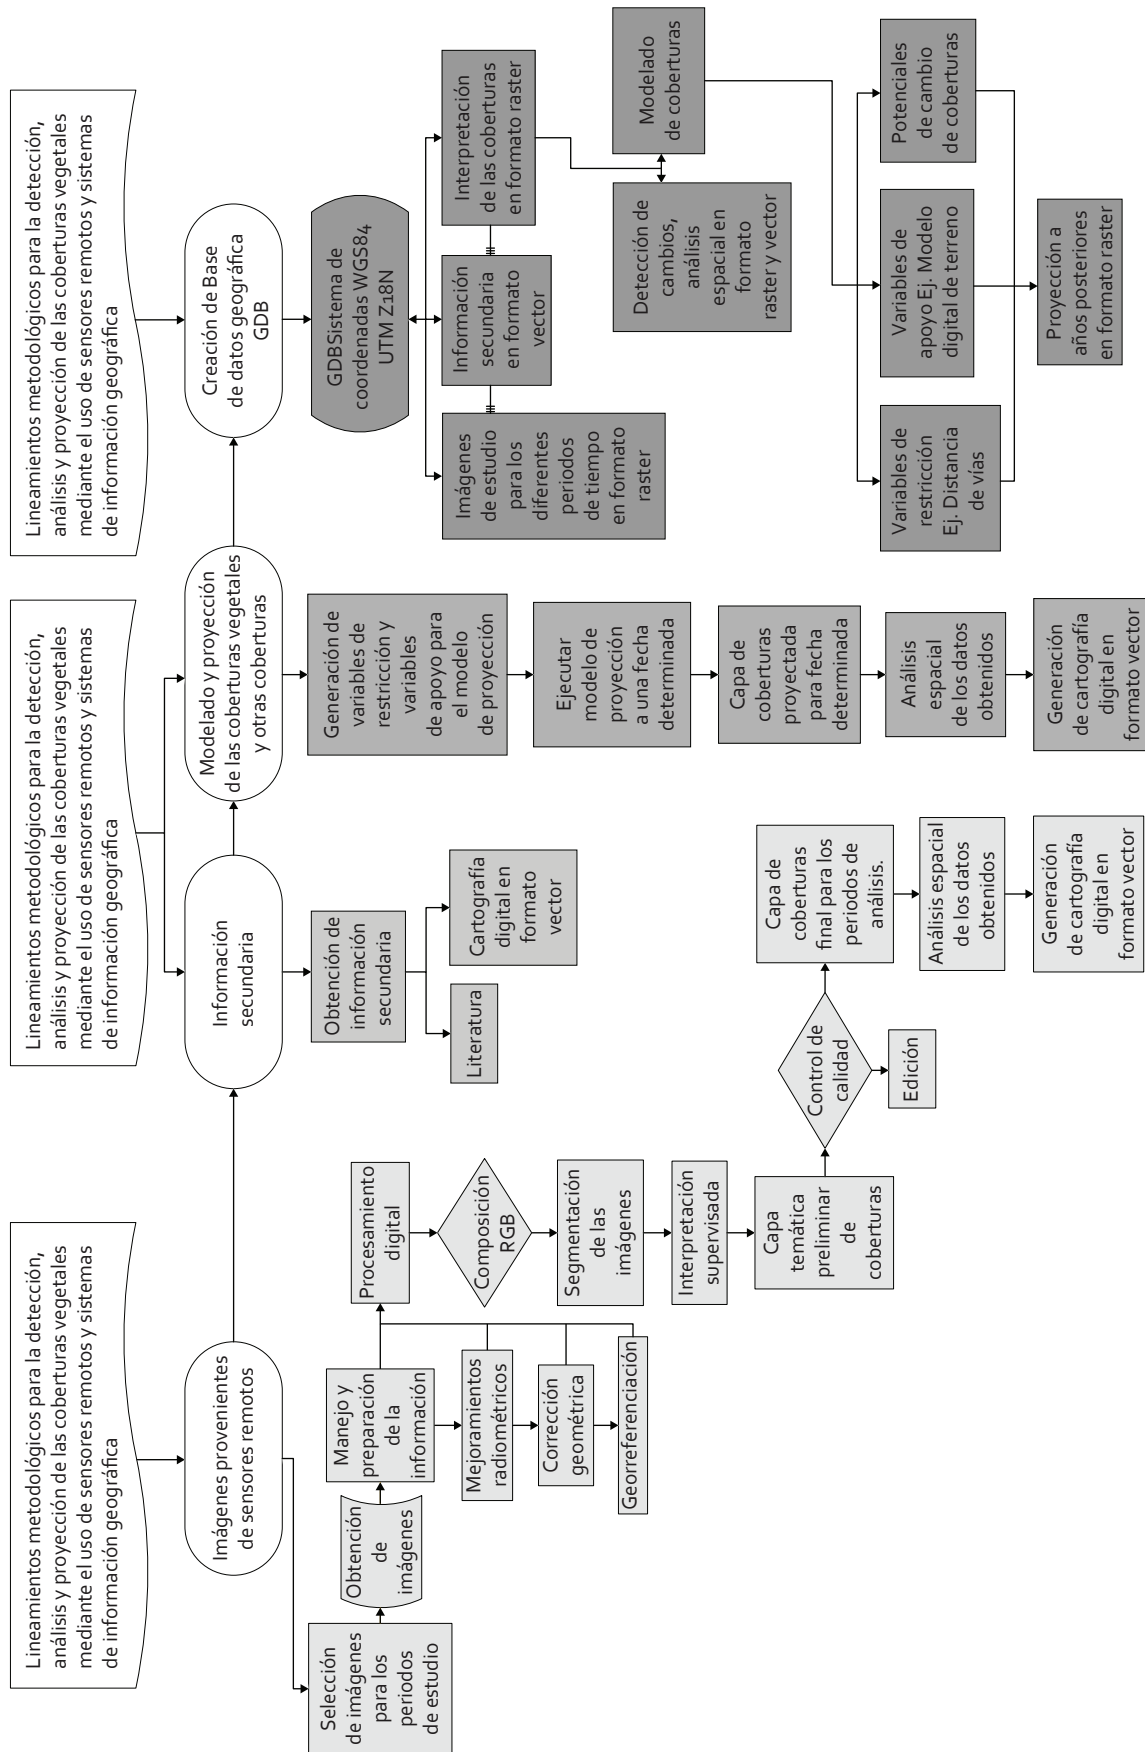 Lineamientos metodológicos para la detección,
análisis y proyección de las coberturas vegetales
mediante el uso de sensores remotos y sistemas
de información geográfica
Lineamientos metodológicos para la detección,
análisis y proyección de las coberturas vegetales
mediante el uso de sensores remotos y sistemas
de información geográfica
Lineamientos metodológicos para la detección,
análisis y proyección de las coberturas vegetales
mediante el uso de sensores remotos y sistemas
de información geográfica
Imágenes provenientes
de sensores remotos
Información
secundaria
Modelado y proyección
de las coberturas vegetales
y otras coberturas
Creación de Base
de datos geográfica
GDB
Selección
de imágenes
para los
periodos
de estudio
Obtención
de
imágenes
Manejo y
preparación
de la
información
Mejoramientos
radiométricos
Corrección
geométrica
Georreferenciación
Procesamiento
digital
Composición
RGB
Segmentación
de las
imágenes
Interpretación
supervisada
Capa
temática
preliminar
de
coberturas
Control de
calidad
Edición
Capa de
coberturas
final para los
periodos de
análisis.
Análisis espacial
de los datos
obtenidos
Generación
de cartografía
digital en
formato vector
Obtención de
información
secundaria
Literatura
Cartografía
digital en
formato
vector
Generación de
variables de
restricción y
variables
de apoyo para
el modelo
de proyección
Ejecutar
modelo de
proyección
a una fecha
determinada
Capa de
coberturas
proyectada
para fecha
determinada
Análisis
espacial
de los datos
obtenidos
Generación
de cartografía
digital en
formato vector
GDBSistema de
coordenadas WGS84
UTM Z18N
Imágenes
de estudio
para los
diferentes
periodos
de tiempo
en formato
raster
Información
secundaria
en formato
vector
Interpretación
de las coberturas
en formato raster
Detección de
cambios,
análisis
espacial en
formato
raster y vector
Modelado
de coberturas
Variables de
restricción
Ej. Distancia
de vías
Variables de
apoyo Ej. Modelo
digital de terreno
Potenciales
de cambio
de coberturas
Proyección a
años posteriores
en formato raster